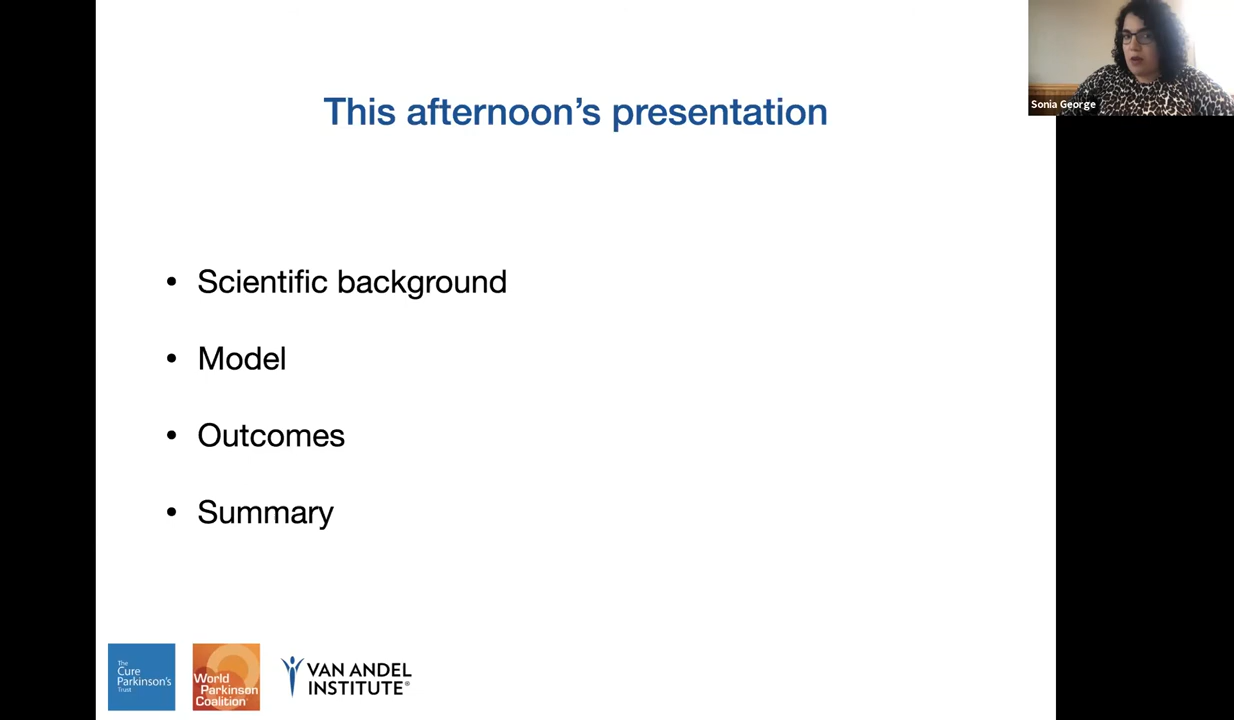 This afternoon's presentation
Sonia George
• Scientific background
• Model
• Outcomes
• Summary
The
Cure
Parkinson's
Trust
World
Parkinson
Coalition®
VAN ANDEL
INSTITUTE®